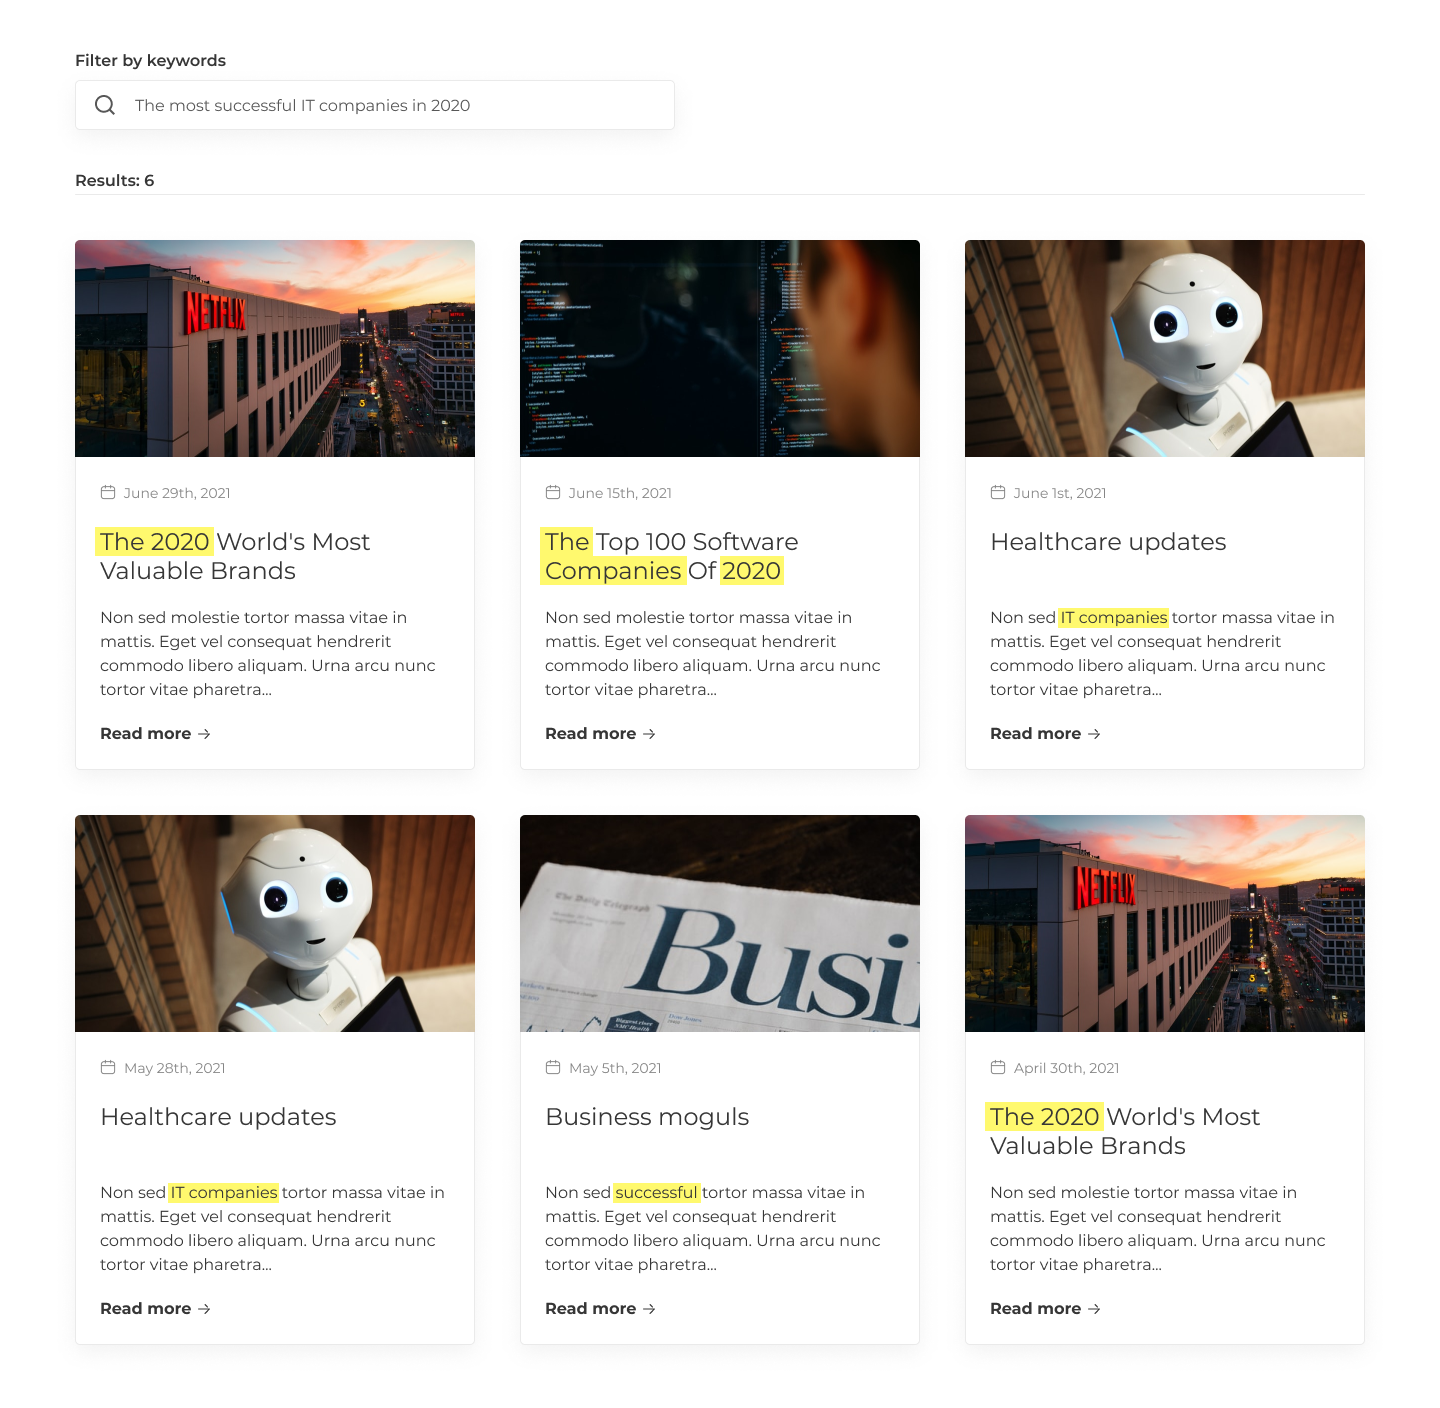 Filter by keywords
The most successful IT companies in 2020
Results: 6
NETFLIX
June 29th, 2021
The 2020 World's Most
Valuable Brands
Non sed molestie tortor massa vitae in
mattis. Eget vel consequat hendrerit
commodo libero aliquam. Urna arcu nunc
tortor vitae pharetra...
Read more
June 15th, 2021
The Top 100 Software
Companies Of 2020
Non sed molestie tortor massa vitae in
mattis. Eget vel consequat hendrerit
commodo libero aliquam. Urna arcu nunc
tortor vitae pharetra...
Read more
June 1st, 2021
Healthcare updates
Non sed IT companies tortor massa vitae in
mattis. Eget vel consequat hendrerit
commodo libero aliquam. Urna arcu nunc
tortor vitae pharetra...
Read more
May 28th, 2021
Healthcare updates
Non sed IT companies tortor massa vitae in
mattis. Eget vel consequat hendrerit
commodo libero aliquam. Urna arcu nunc
tortor vitae pharetra...
Read more
The Daily Telegraph
Busi
Biggest riser
May 5th, 2021
Business moguls
Non sed successful tortor massa vitae in
mattis. Eget vel consequat hendrerit
commodo libero aliquam. Urna arcu nunc
tortor vitae pharetra...
Read more
NETFLIX
April 30th, 2021
The 2020 World's Most
Valuable Brands
Non sed molestie tortor massa vitae in
mattis. Eget vel consequat hendrerit
commodo libero aliquam. Urna arcu nunc
tortor vitae pharetra...
Read more